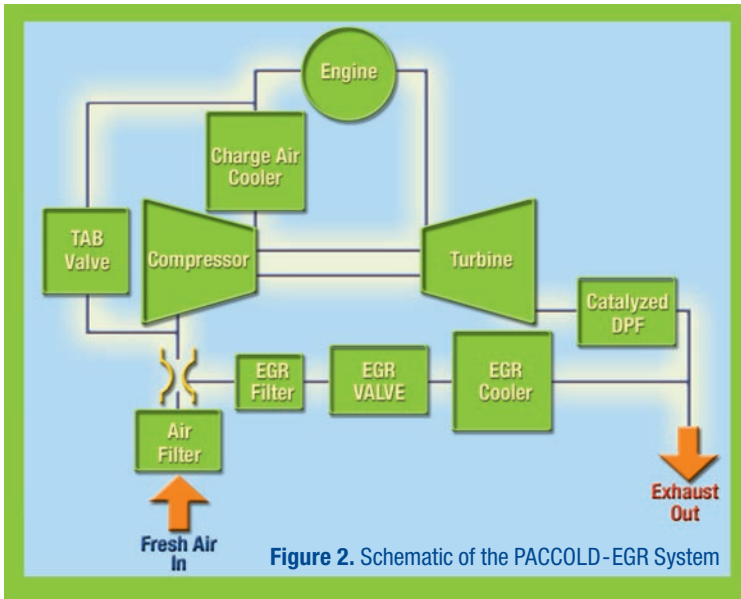 Engine
Charge Air
Cooler
TAB
Valve
Compressor
Turbine
Catalyzed
DPF
EGR
Filter
EGR
VALVE
EGR
Cooler
Air
Filter
Fresh Air
In
Exhaust
Out
Figure 2. Schematic of the PACCOLD-EGR System